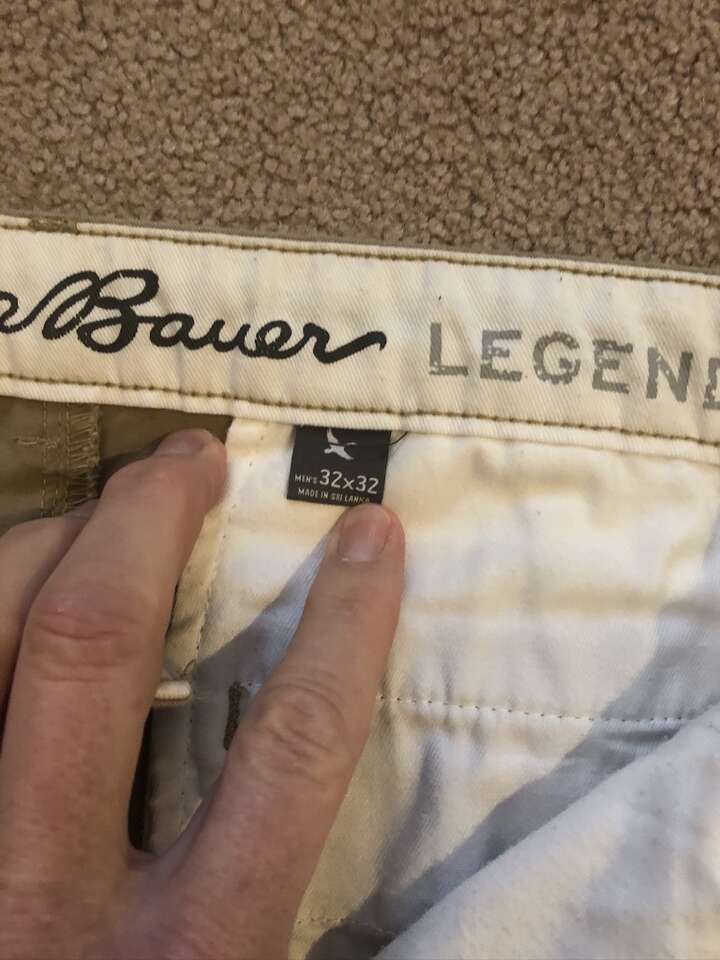 Bauer LEGEND
MEN'S 32x32
MADE IN SRI LANKA